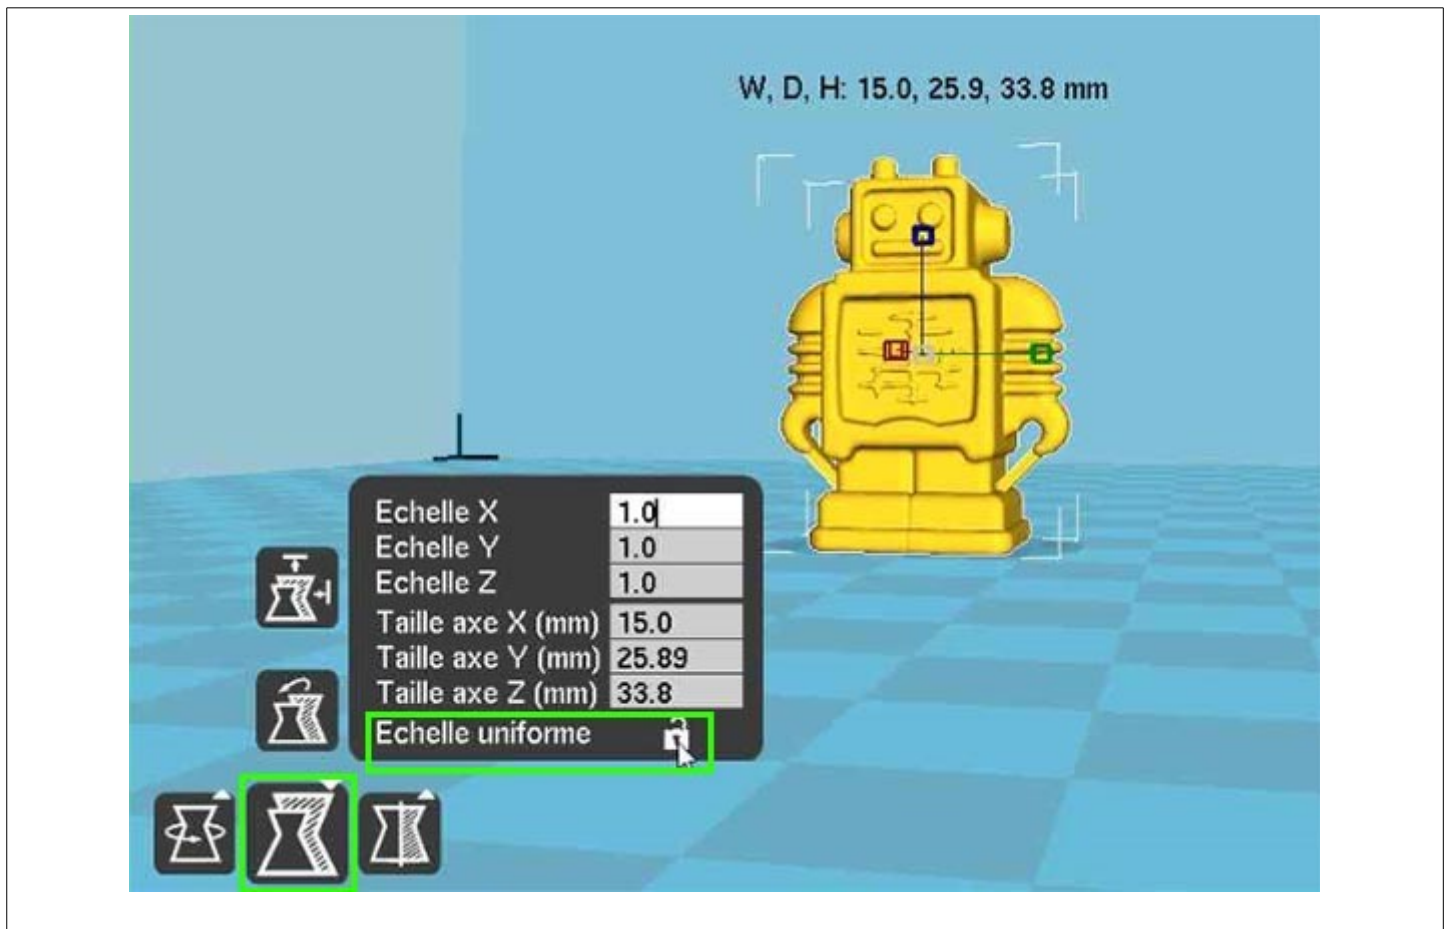 W, D, H: 15.0, 25.9, 33.8 mm
Echelle X 1.0
Echelle Y 1.0
Echelle Z 1.0
Taille axe X (mm) 15.0
Taille axe Y (mm) 25.89
Taille axe Z (mm) 33.8
Echelle uniforme